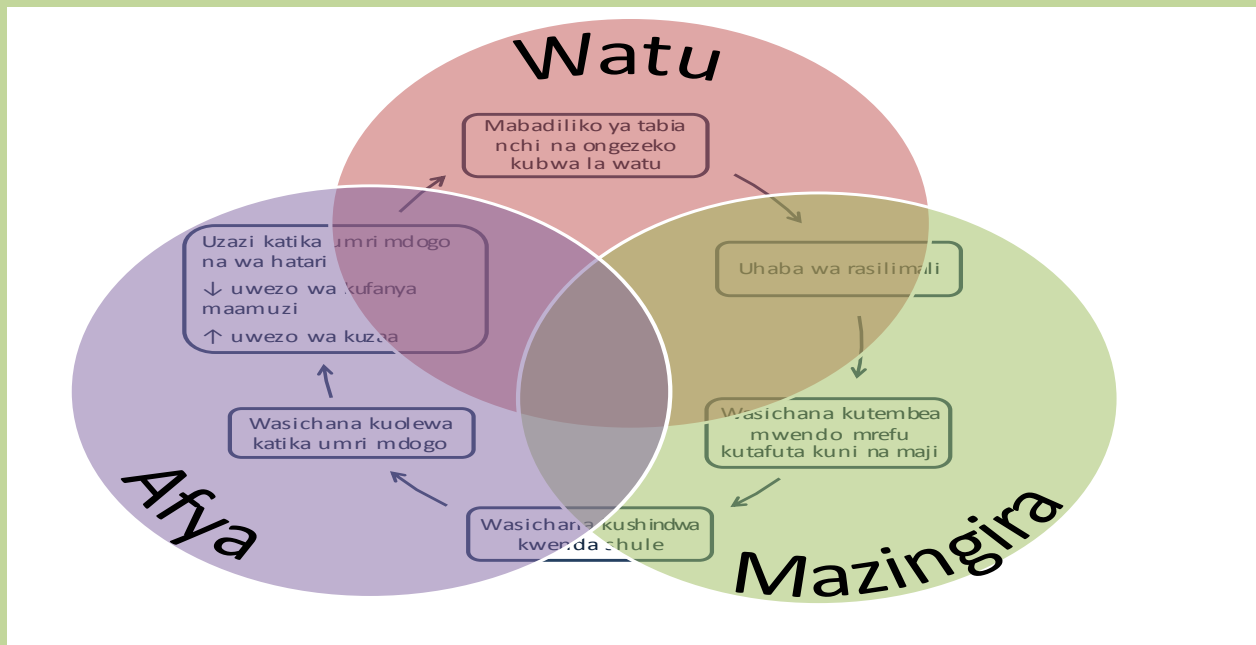 Watu
Mabadiliko ya tabia
nchi na ongezeko
kubwa la watu
Uhaba wa rasilimali
Wasichana kutembea
mwendo mrefu
kutafuta kuni na maji
Wasichana kushindwa
kwenda shule
Wasichana kuolewa
katika umri mdogo
Uzazi katika umri mdogo
na wa hatari
↓ uwezo wa kufanya
maamuzi
↑ uwezo wa kuzaa
Afya
Mazingira